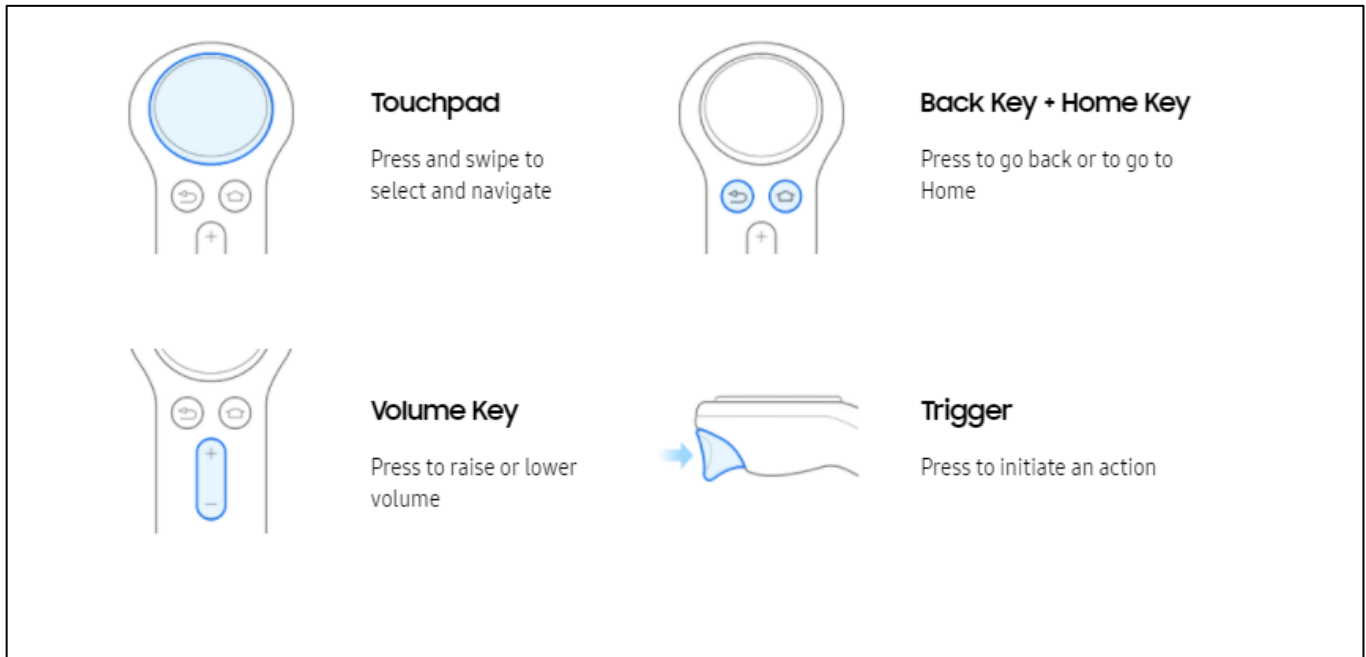 Touchpad
Press and swipe to
select and navigate
Back Key + Home Key
Press to go back or to go to
Home
+
+
Volume Key
Press to raise or lower
volume
+
−
Trigger
Press to initiate an action